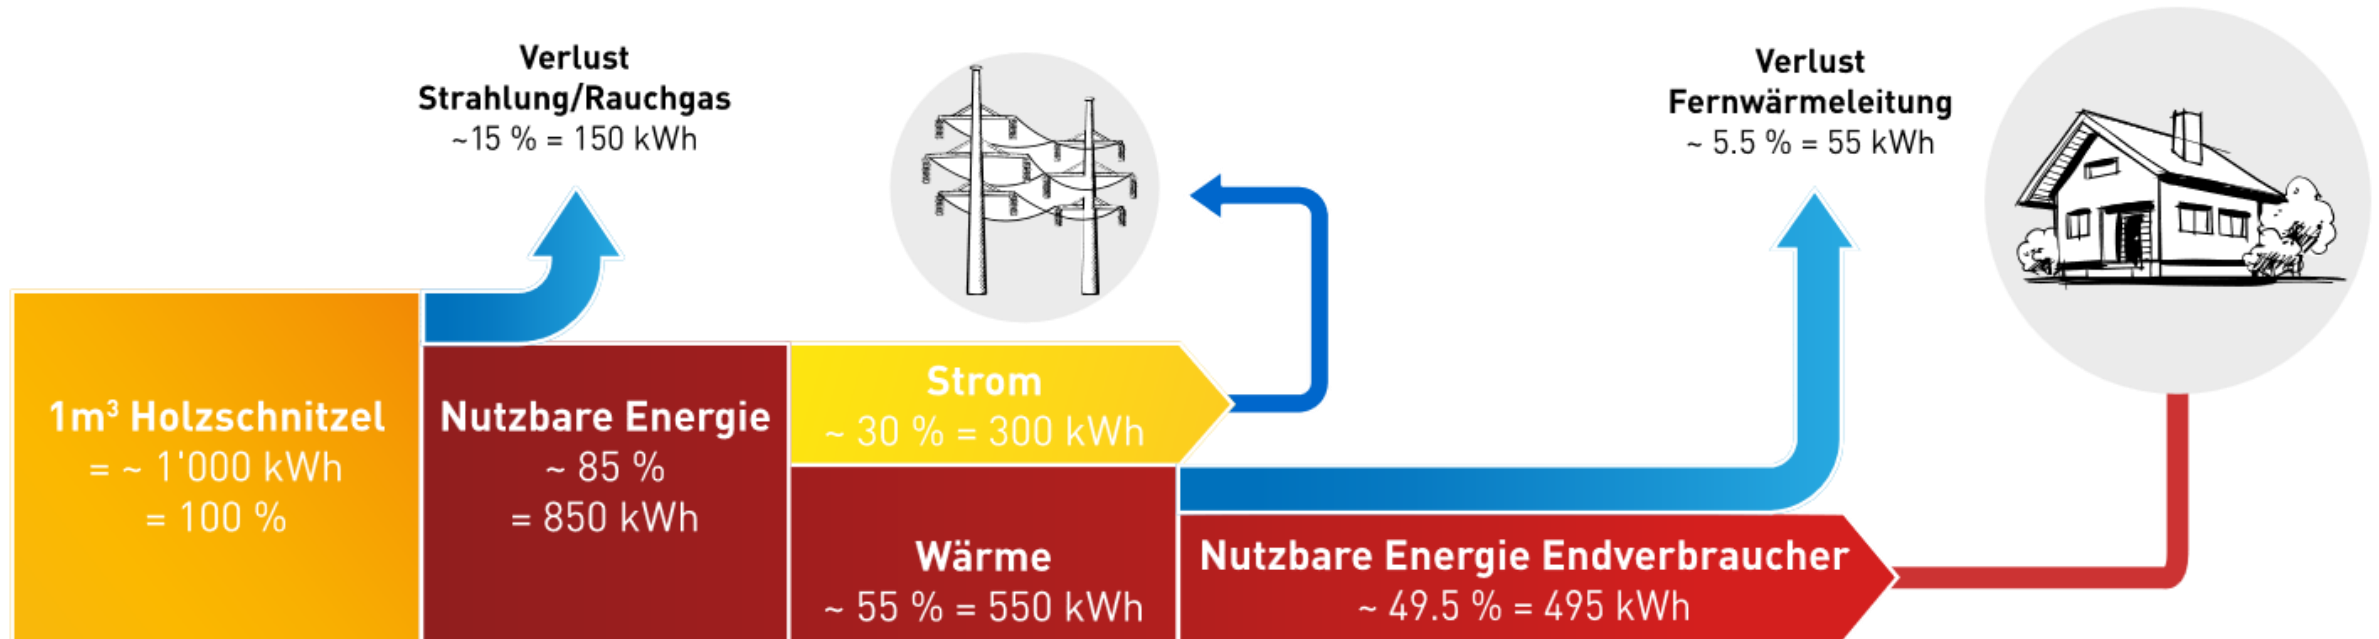 Verlust
Strahlung/Rauchgas
~15 % = 150 kWh
Verlust
Fernwärmeleitung
~ 5.5 % = 55 kWh
1m³ Holzschnitzel
= ~ 1'000 kWh
= 100 %
Nutzbare Energie
~ 85 %
= 850 kWh
Strom
~ 30 % = 300 kWh
Wärme
~ 55 % = 550 kWh
Nutzbare Energie Endverbraucher
~ 49.5 % = 495 kWh